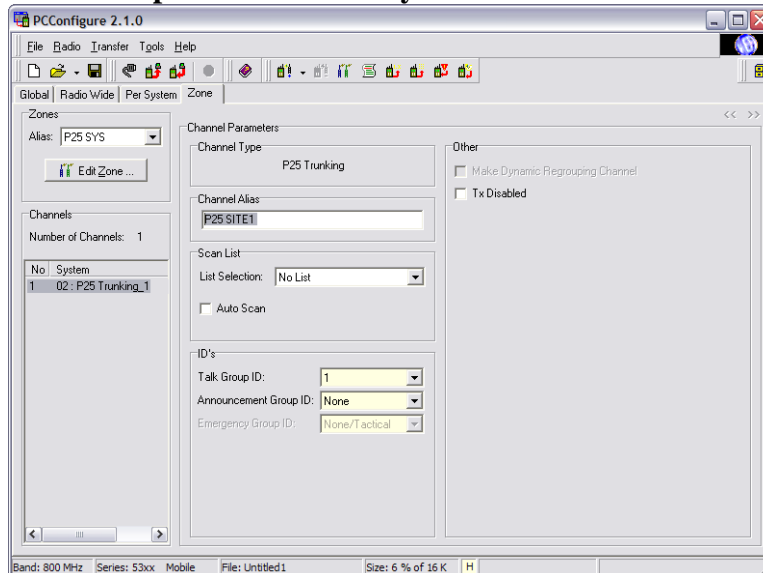 PCConfigure 2.1.0
File Radio Transfer Tools Help
Global Radio Wide Per System Zone
Zones
Alias: P25 SYS
Edit Zone ...
Channels
Number of Channels: 1
No System
1 02 : P25 Trunking_1
<< >>
Channel Parameters
Channel Type
P25 Trunking
Channel Alias
P25 SITE1
Scan List
List Selection: No List
Auto Scan
ID's
Talk Group ID: 1
Announcement Group ID: None
Emergency Group ID: None/Tactical
Other
Make Dynamic Regrouping Channel
Tx Disabled
Band: 800 MHz Series: 53xx Mobile File: Untitled1 Size: 6 % of 16 K H